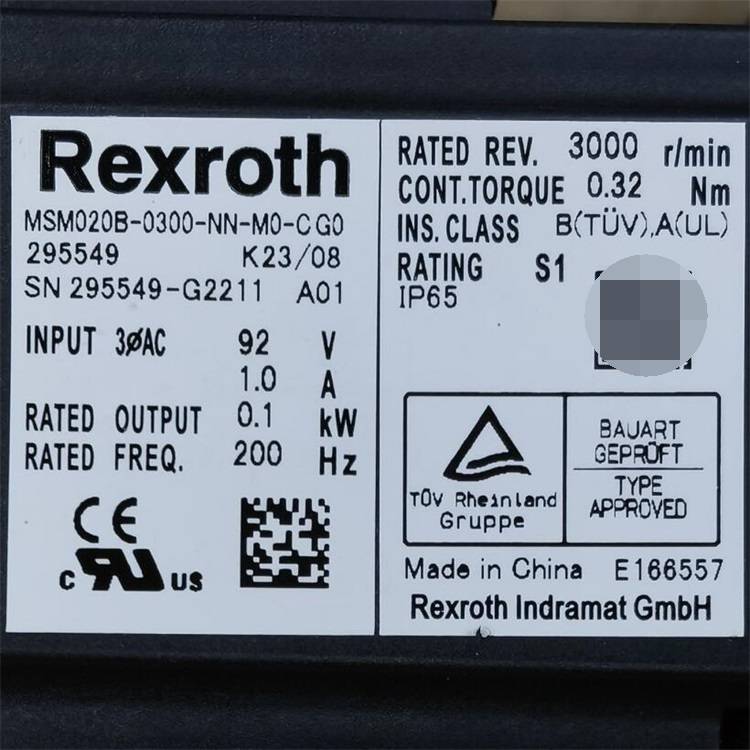 Rexroth
MSM020B-0300-NN-M0-CG0
295549 K23/08
SN 295549-G2211 A01
INPUT 3ØAC 92 V
1.0 A
RATED OUTPUT 0.1 kW
RATED FREQ. 200 Hz
CE
c RU US
RATED REV. 3000 r/min
CONT.TORQUE 0.32 Nm
INS. CLASS B(TÜV),A(UL)
RATING S1
IP65
TÜV Rheinland
Gruppe
BAUART
GEPRÜFT
TYPE
APPROVED
Made in China E166557
Rexroth Indramat GmbH